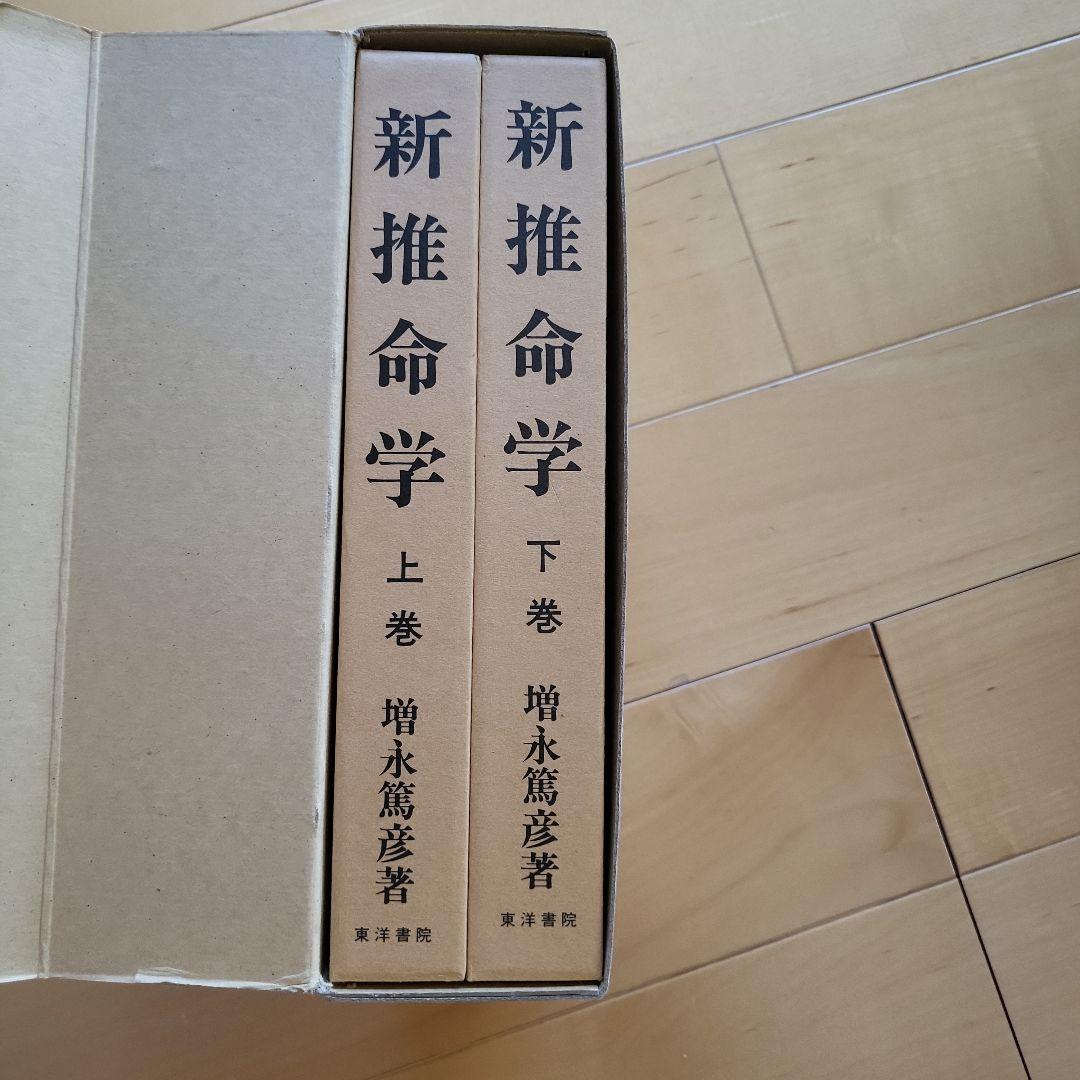 新推命学 上巻 増永篤彦著
東洋書院
新推命学 下巻 増永篤彦著
東洋書院